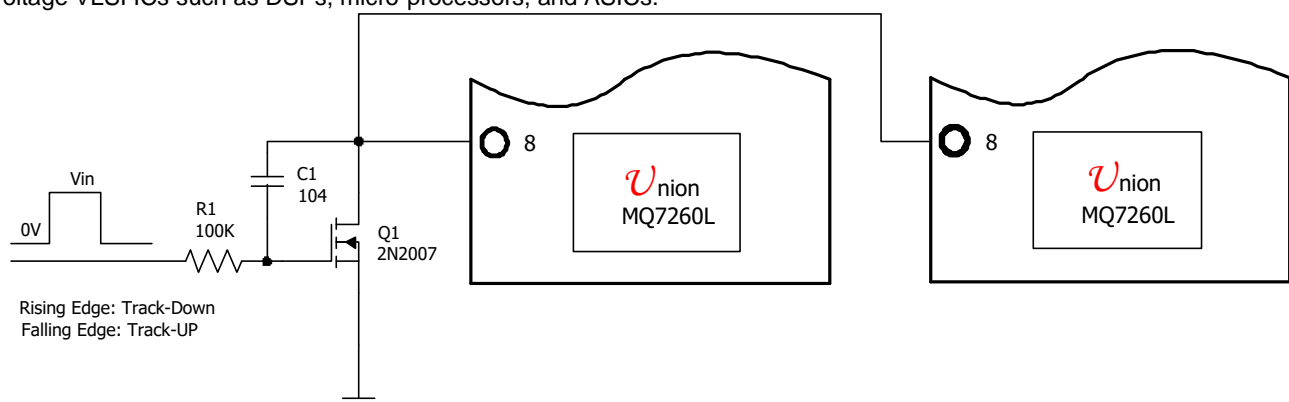 oltage VLSI ICs such as DSPs, micro-processors, and ASICs.
8
8
C1
104
Vin
0V
R1
100K
Q1
2N2007
Union
MQ7260L
Union
MQ7260L
Rising Edge: Track-Down
Falling Edge: Track-UP